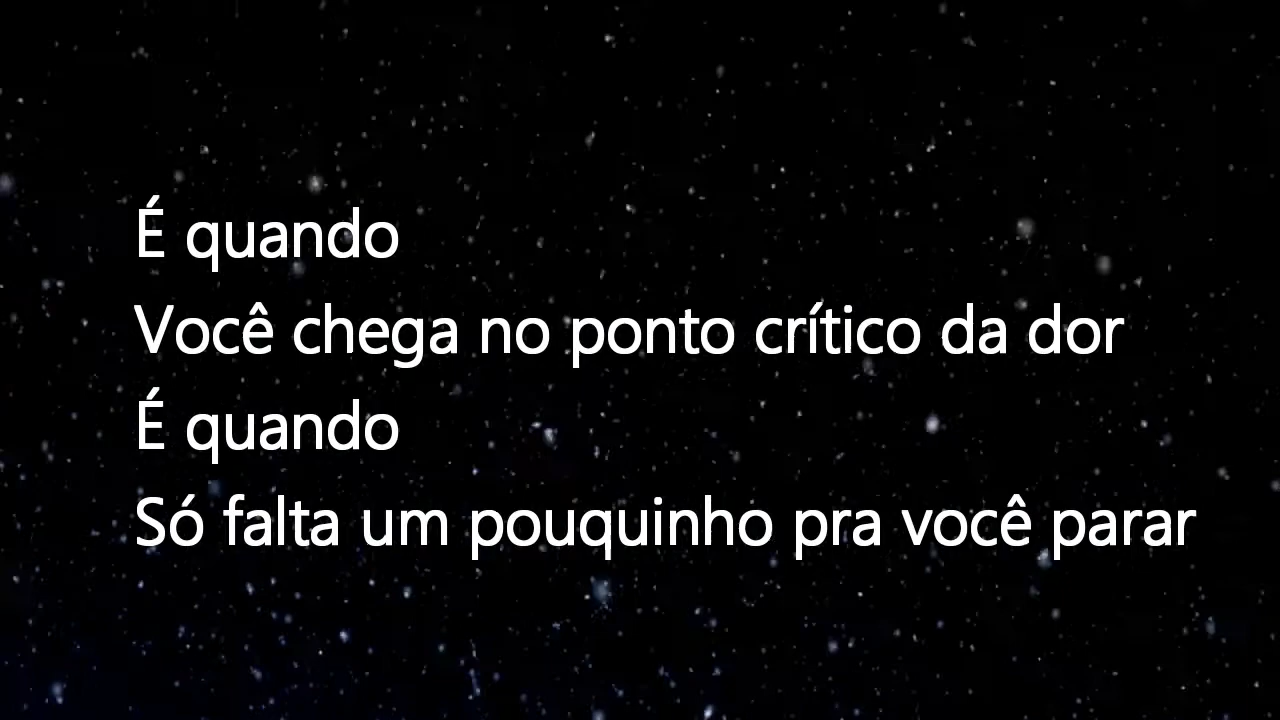 É quando
Você chega no ponto crítico da dor
É quando
Só falta um pouquinho pra você parar